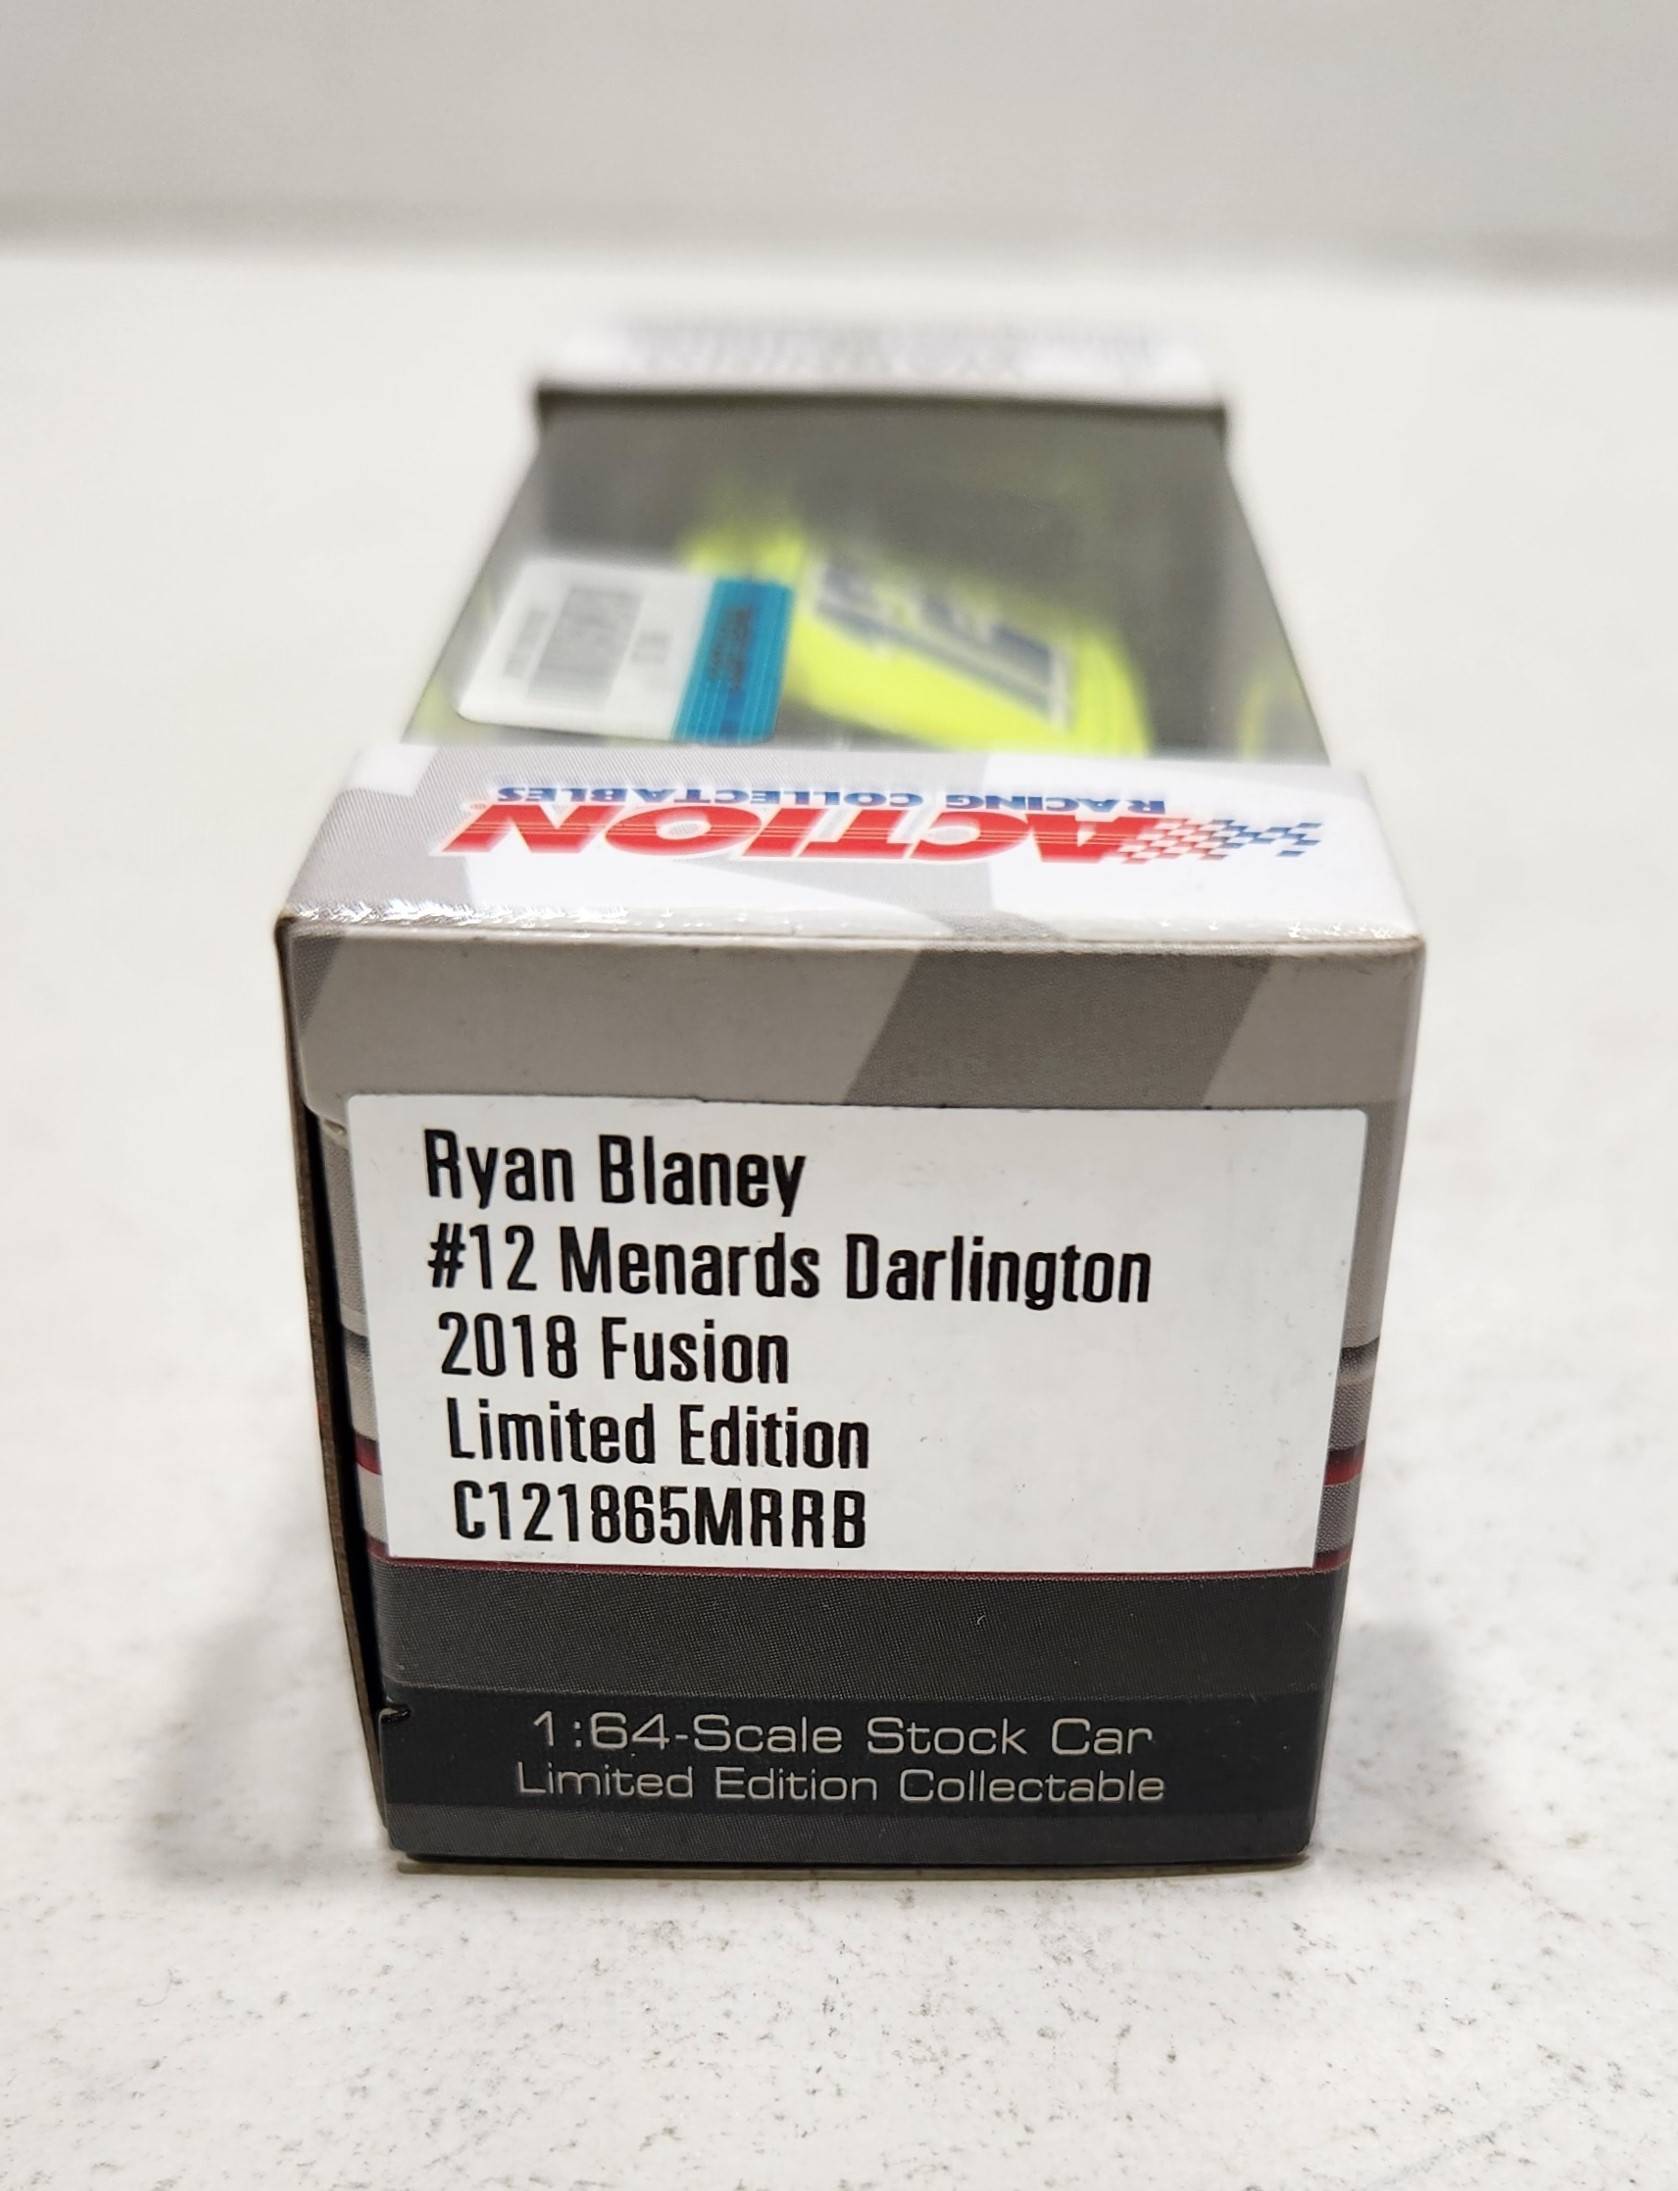 RACING COLLECTABLES
ACTION
Ryan Blaney
#12 Menards Darlington
2018 Fusion
Limited Edition
C121865MRRB
1:64-Scale Stock Car
Limited Edition Collectable
12